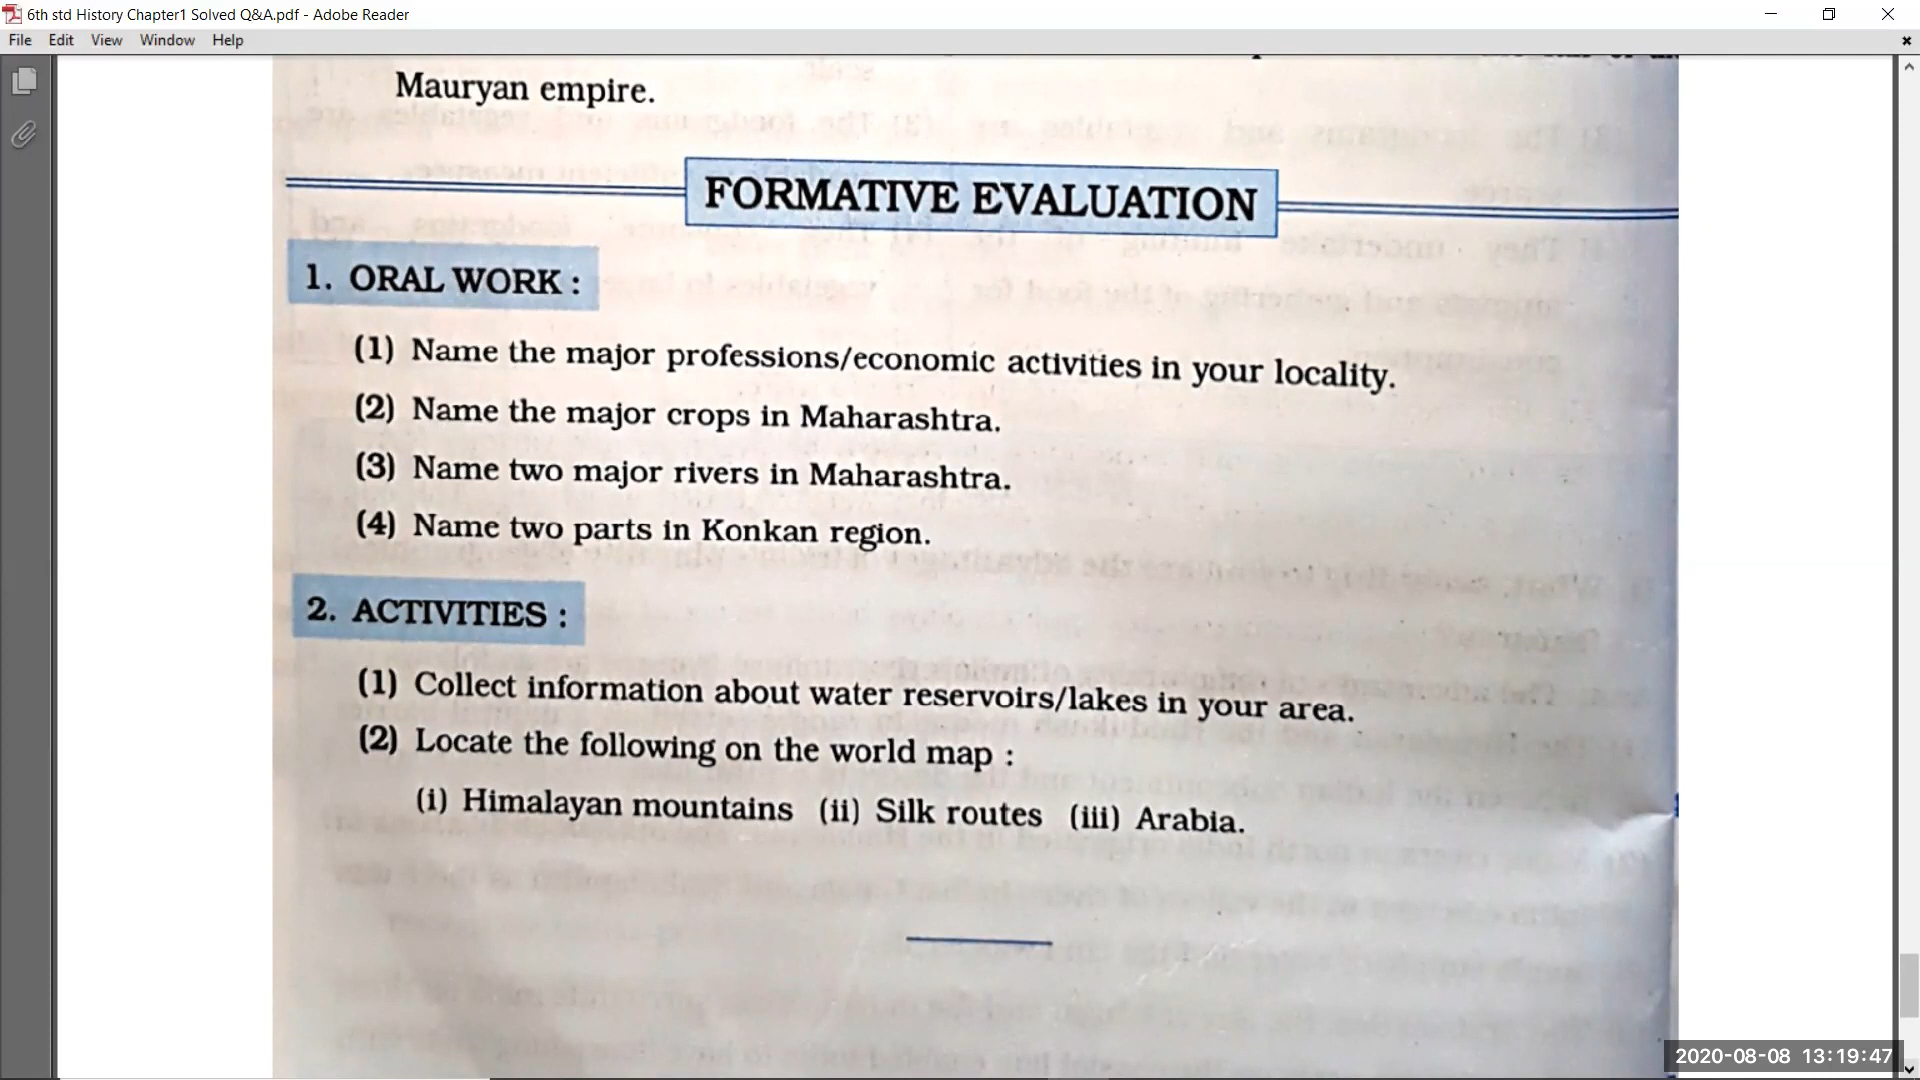 6th std History Chapter1 Solved Q&A.pdf - Adobe Reader
File Edit View Window Help
Mauryan empire.
FORMATIVE EVALUATION
1. ORAL WORK :
(1) Name the major professions/economic activities in your locality.
(2) Name the major crops in Maharashtra.
(3) Name two major rivers in Maharashtra.
(4) Name two parts in Konkan region.
2. ACTIVITIES :
(1) Collect information about water reservoirs/lakes in your area.
(2) Locate the following on the world map :
(i) Himalayan mountains (ii) Silk routes (iii) Arabia.
2020-08-08 13:19:47